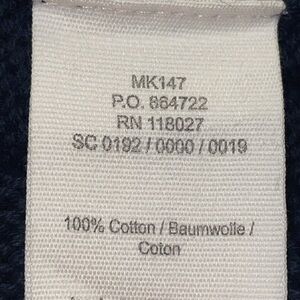 MK147
P.O. 864722
RN 118027
SC 0192 / 0000 / 0019
100% Cotton / Baumwolle /
Coton